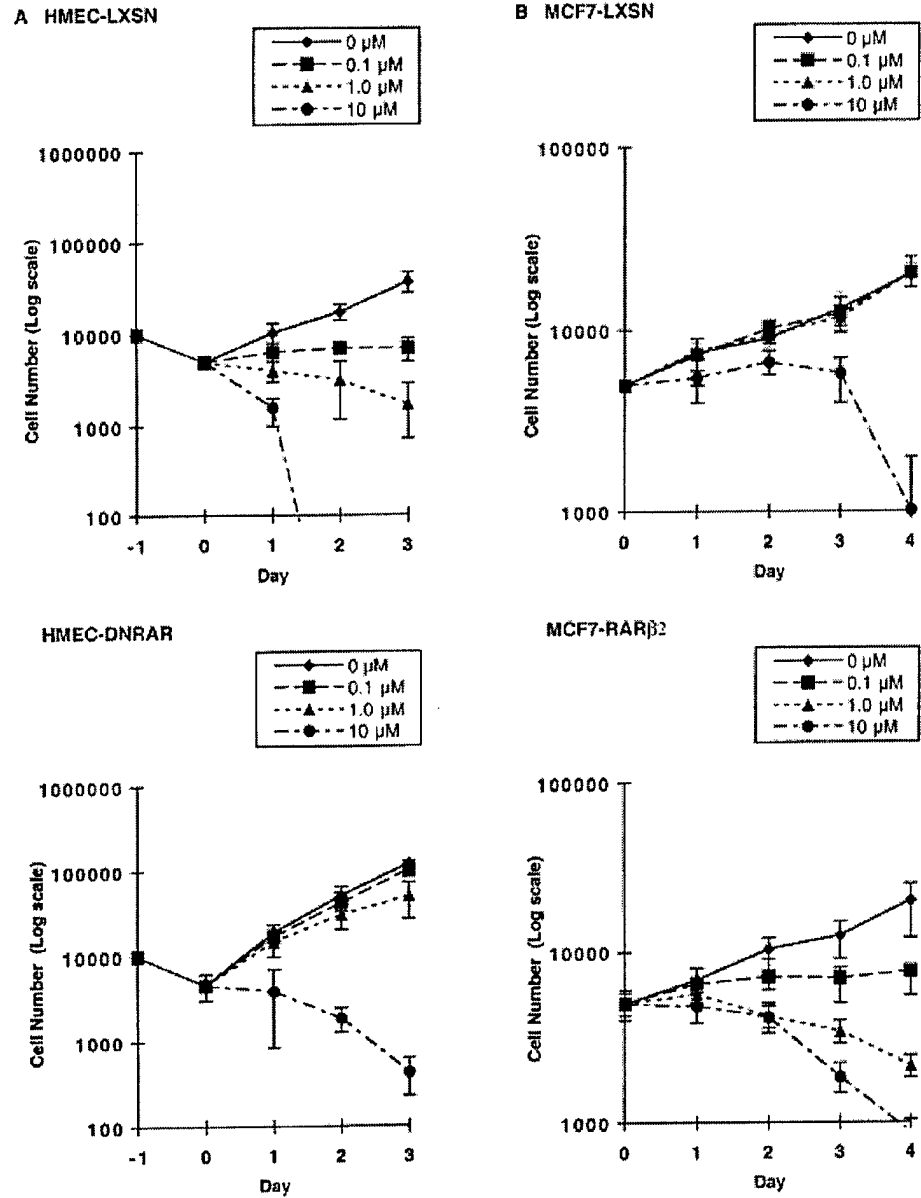 A HMEC-LXSN
0 µM
0.1 µM
1.0 µM
10 µM
1000000
100000
10000
1000
100
Cell Number (Log scale)
-1 0 1 2 3
Day
B MCF7-LXSN
0 µM
0.1 µM
1.0 µM
10 µM
100000
10000
1000
Cell Number (Log scale)
0 1 2 3 4
Day
HMEC-DNRAR
0 µM
0.1 µM
1.0 µM
10 µM
1000000
100000
10000
1000
100
Cell Number (Log scale)
-1 0 1 2 3
Day
MCF7-RARβ2
0 µM
0.1 µM
1.0 µM
10 µM
100000
10000
1000
Cell Number (Log scale)
0 1 2 3 4
Day